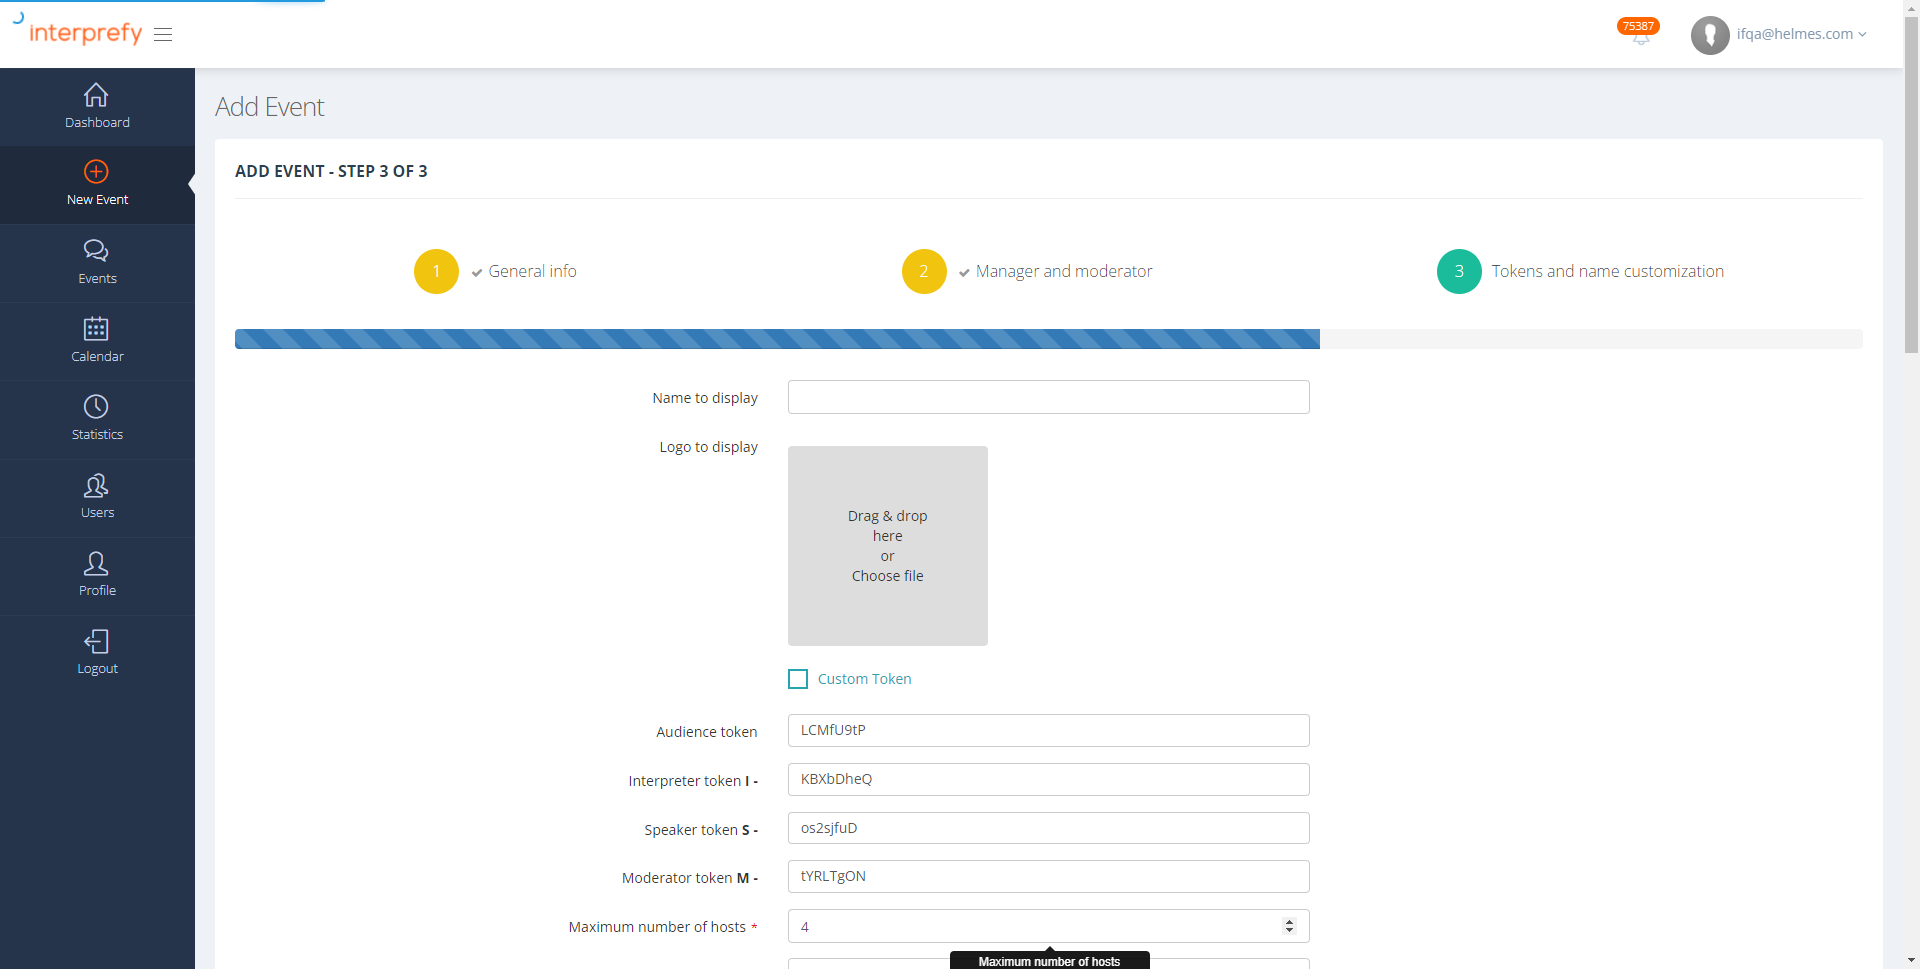 interprefy
75387
ifqa@helmes.com
Dashboard
New Event
Events
Calendar
Statistics
Users
Profile
Logout
Add Event
ADD EVENT - STEP 3 OF 3
1 General info
2 Manager and moderator
3 Tokens and name customization
Name to display
Logo to display
Drag & drop
here
or
Choose file
Custom Token
Audience token LCMfU9tP
Interpreter token I - KBXbDheQ
Speaker token S - os2sjfuD
Moderator token M - tYRLTgON
Maximum number of hosts * 4
Maximum number of hosts